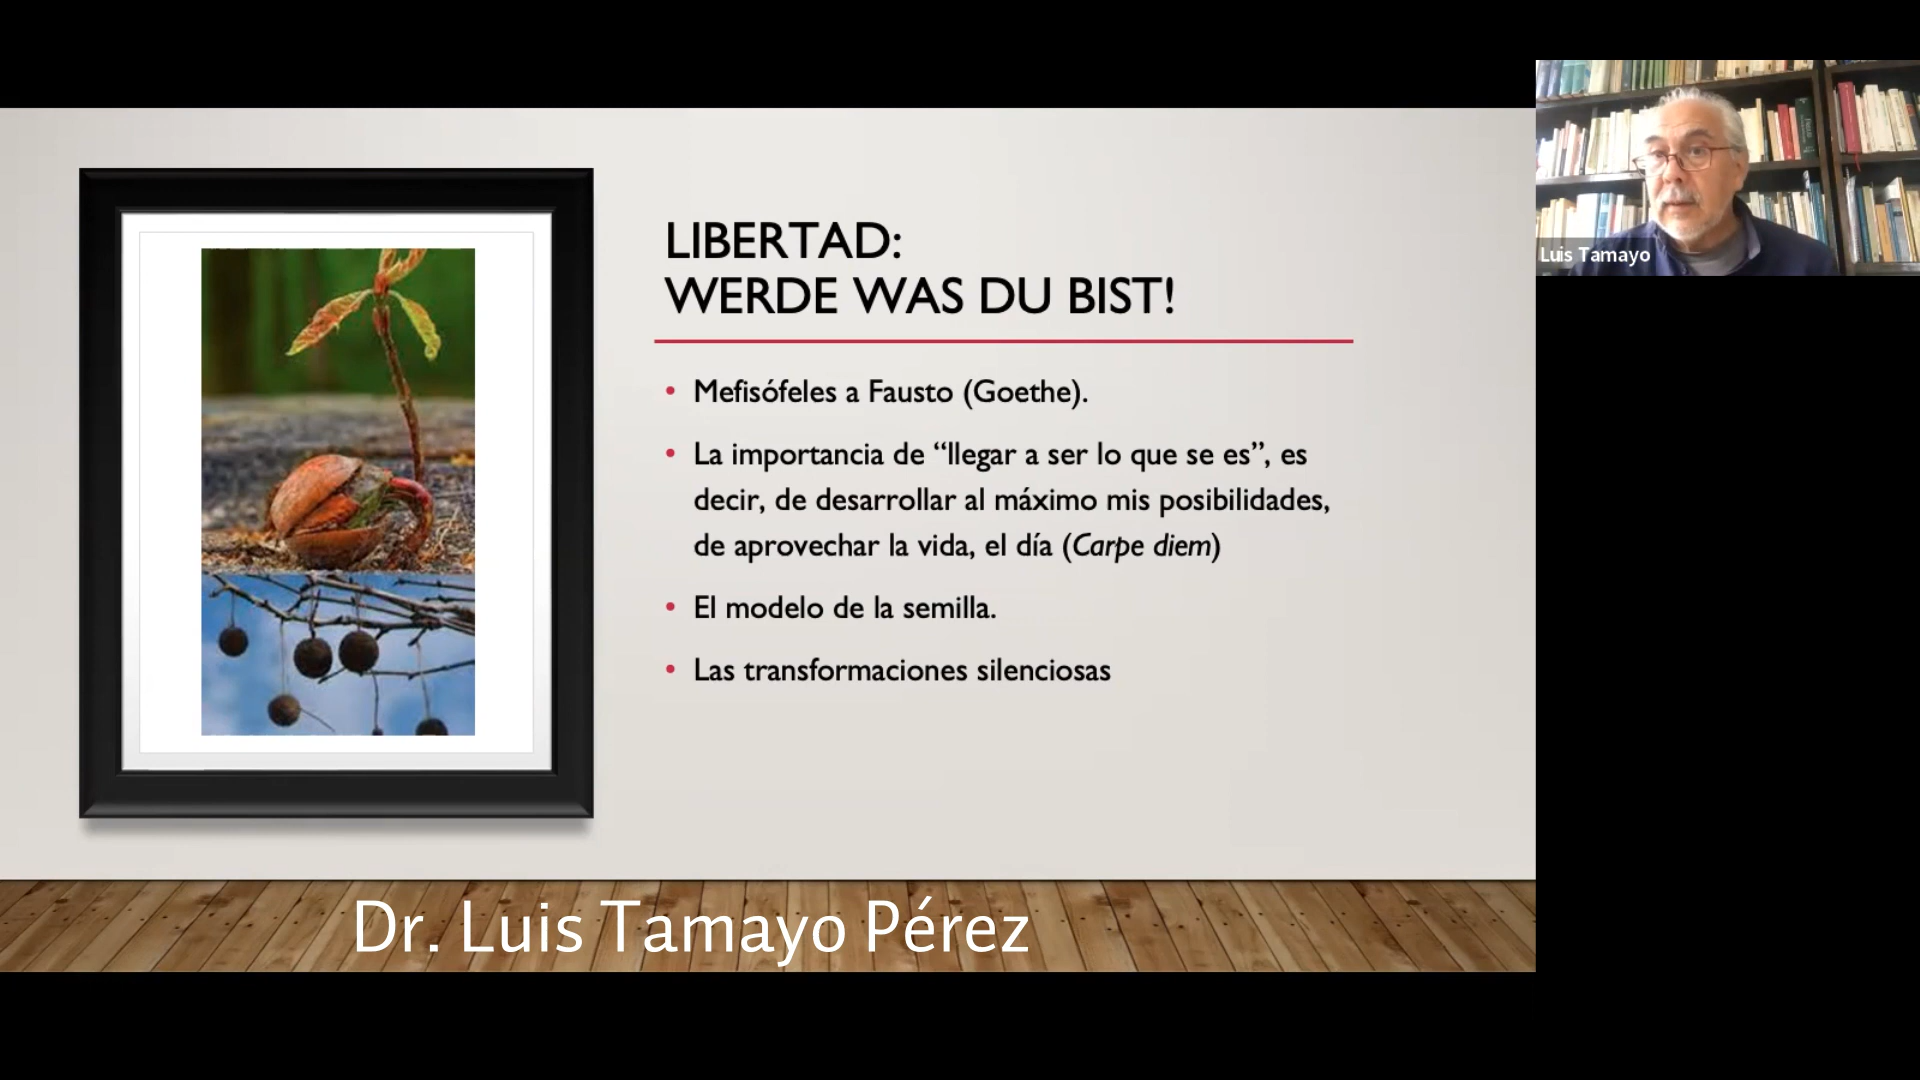 LIBERTAD:
WERDE WAS DU BIST!
• Mefisófeles a Fausto (Goethe).
• La importancia de “llegar a ser lo que se es”, es
decir, de desarrollar al máximo mis posibilidades,
de aprovechar la vida, el día (Carpe diem)
• El modelo de la semilla.
• Las transformaciones silenciosas
Dr. Luis Tamayo Pérez
Luis Tamayo